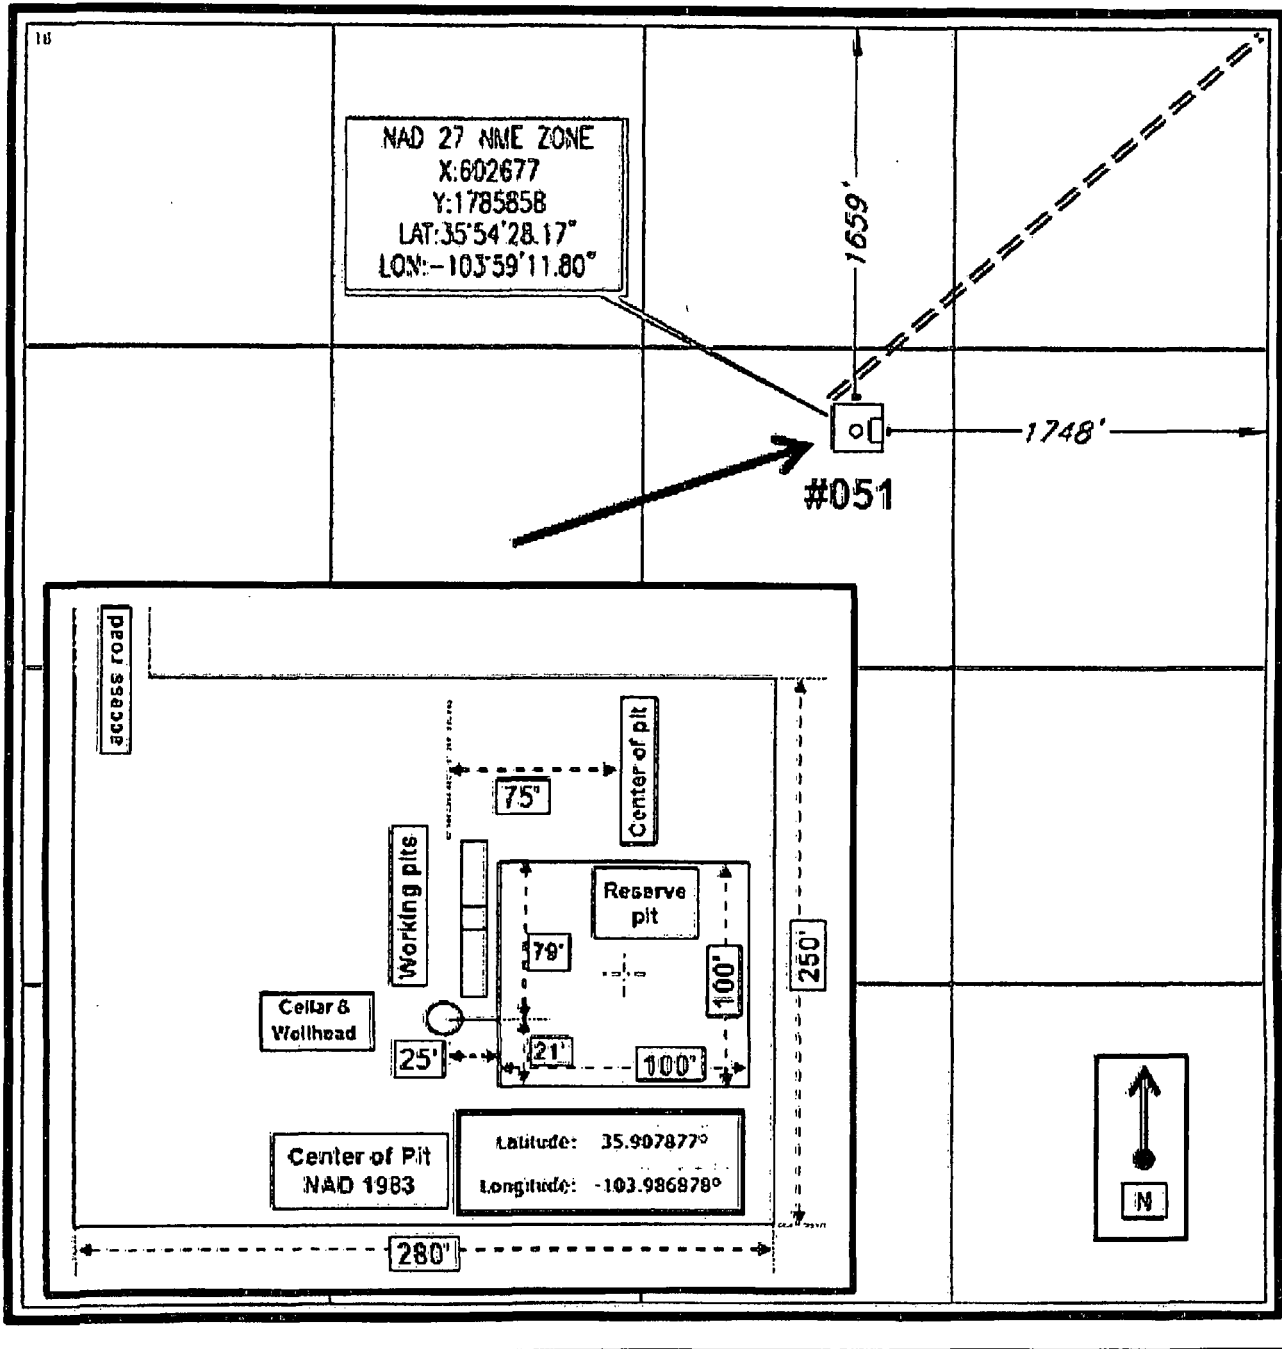 18
NAD 27 NME ZONE
X:602677
Y:1785858
LAT:35°54'28.17"
LON:-103°59'11.80"
1659'
1748'
#051
access road
Center of pit
75'
Working pits
Reserve
pit
79'
100'
250'
Cellar &
Wellhead
25'
21'
100'
Center of Pit
NAD 1983
Latitude: 35.907877°
Longitude: -103.986878°
280'
N